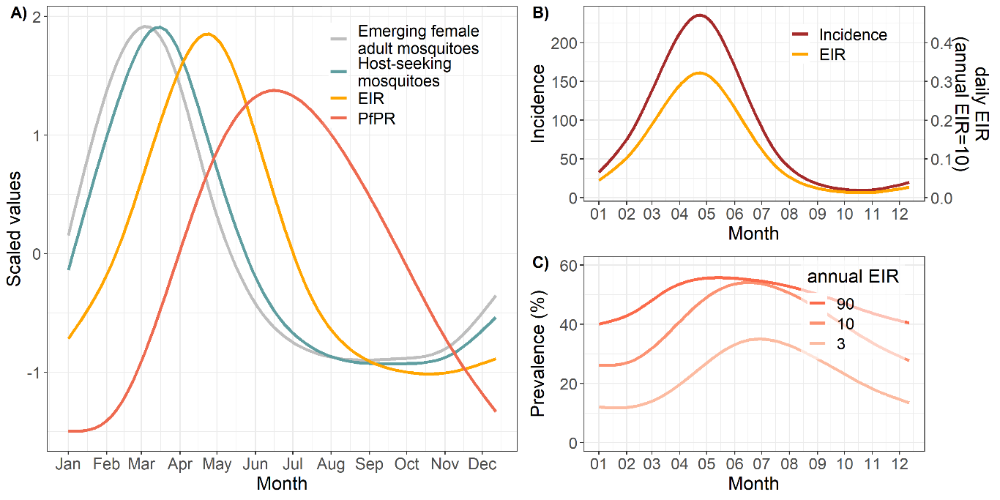 A)
2
1
0
-1
Scaled values
Emerging female
adult mosquitoes
Host-seeking
mosquitoes
EIR
PfPR
Jan Feb Mar Apr May Jun Jul Aug Sep Oct Nov Dec
Month
B)
200
150
100
50
0
Incidence
Incidence
EIR
0.4
0.3
0.2
0.10
0.0
daily EIR
(annual EIR=10)
01 02 03 04 05 06 07 08 09 10 11 12
Month
C)
60
40
20
0
Prevalence (%)
annual EIR
90
10
3
01 02 03 04 05 06 07 08 09 10 11 12
Month